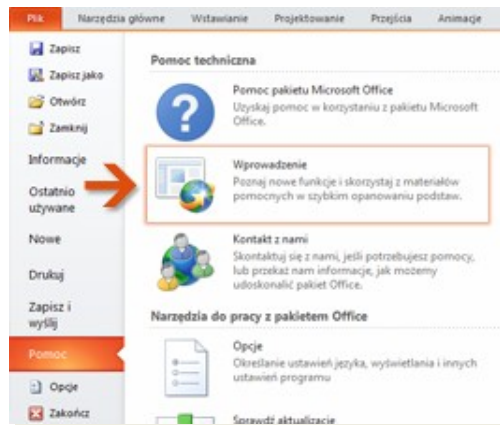 Plik Narzędzia główne Wstawianie Projektowanie Przejścia Animacje
Zapisz
Zapisz jako
Otwórz
Zamknij
Informacje
Ostatnio
używane
Nowe
Drukuj
Zapisz i
wyślij
Pomoc
Opcje
Zakończ
Pomoc techniczna
Pomoc pakietu Microsoft Office
Uzyskaj pomoc w korzystaniu z pakietu Microsoft
Office.
Wprowadzenie
Poznaj nowe funkcje i skorzystaj z materiałów
pomocnych w szybkim opanowaniu podstaw.
Kontakt z nami
Skontaktuj się z nami, jeśli potrzebujesz pomocy,
lub przekaż nam informacje, jak możemy
udoskonalić pakiet Office.
Narzędzia do pracy z pakietem Office
Opcje
Określanie ustawień języka, wyświetlania i innych
ustawień programu
Sprawdź aktualizacje